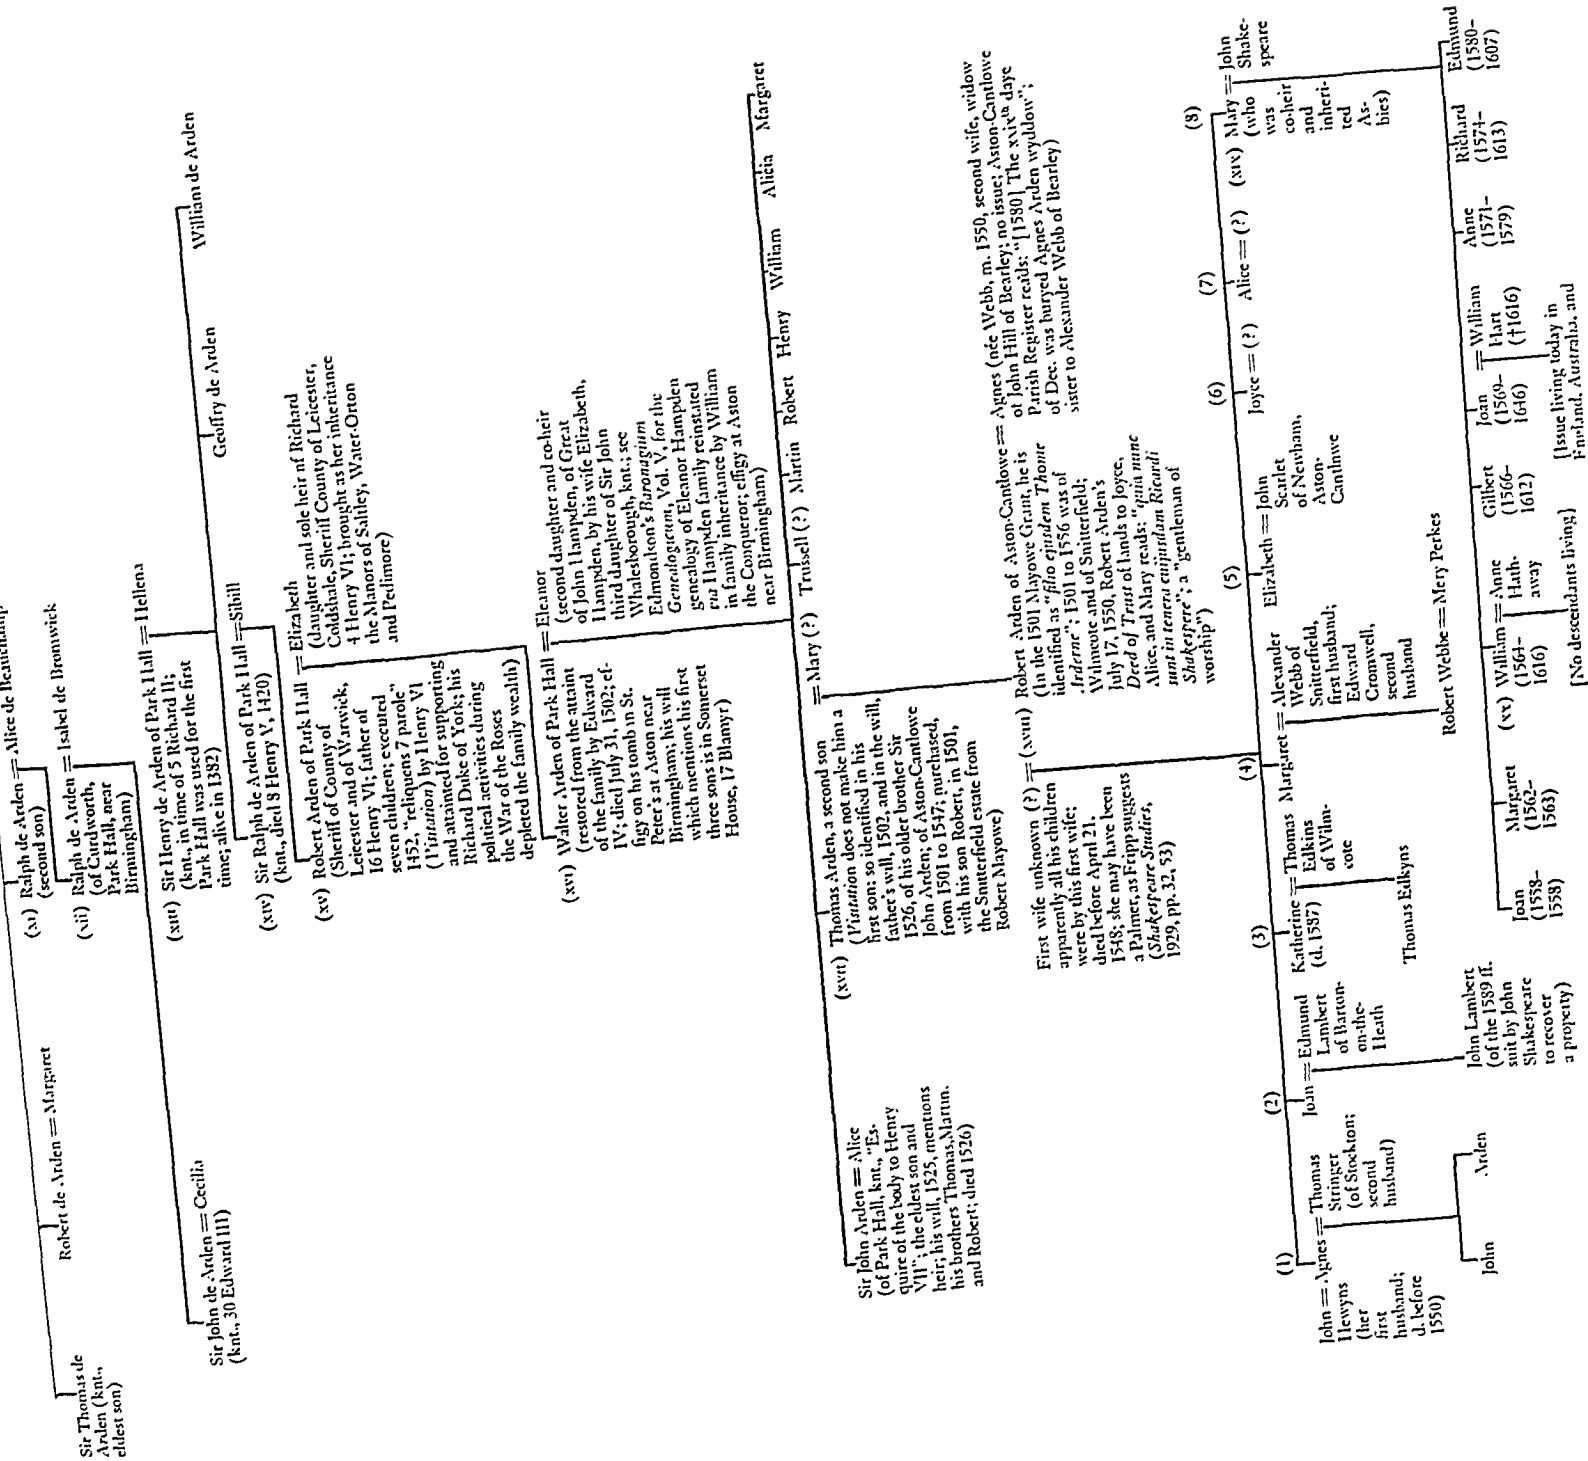 Ralph de Arden == Alice de Beauchamp
(xi) Ralph de Arden
(second son)
Robert de Arden == Margaret
Sir Thomas de
Arden (knt.,
eldest son)
(xii) Ralph de Arden == Isabel de Bromwick
(of Curdworth,
Park Hall, near
Birmingham)
Sir John de Arden == Cecilia
(knt., 30 Edward III)
(xiii) Sir Henry de Arden of Park Hall == Hellena
(knt., in time of 5 Richard II;
Park Hall was used for the first
time; alive in 1382)
(xiv) Sir Ralph de Arden of Park Hall == Sibill
(knt., died 8 Henry V, 1420)
Geoffry de Arden
William de Arden
(xv) Robert Arden of Park Hall == Elizabeth
(Sheriff of County of
Leicester and of Warwick,
16 Henry VI; father of
seven children; executed
1452, "reliquens 7 parole"
(Visitation) by Henry VI
and attainted for supporting
Richard Duke of York; his
political activities during
the War of the Roses
depleted the family wealth)
(daughter and sole heir of Richard
Coldshale, Sheriff County of Leicester,
4 Henry VI; brought as her inheritance
the Manors of Saltley, Water-Orton
and Pedimore)
(xvi) Walter Arden of Park Hall == Eleanor
(restored from the attaint
of the family by Edward
IV; died July 31, 1502; ef-
figy on his tomb in St.
Peter's at Aston near
Birmingham; his will
which mentions his first
three sons is in Somerset
House, 17 Blamyr)
(second daughter and co-heir
of John Hampden, of Great
Hampden, by his wife Elizabeth,
third daughter of Sir John
Whalesborough, knt.; see
Edmondson's Baronagium
Genealogicum, Vol. V, for the
genealogy of Eleanor Hampden
Hampden family reinstated
in family inheritance by William
the Conqueror; effigy at Aston
near Birmingham)
Sir John Arden == Alice
(of Park Hall, knt., "Es-
quire of the body to Henry
VII"; the eldest son and
heir; his will, 1525, mentions
his brothers Thomas, Martin.
and Robert; died 1526)
(xvii) Thomas Arden, a second son == Mary (?)
(Visitation does not make him a
first son; so identified in his
father's will, 1502, and in the will,
1526, of his older brother Sir
John Arden; of Aston-Cantlowe
from 1501 to 1547; purchased,
with his son Robert, in 1501,
the Snitterfield estate from
Robert Mayowe)
Trussell (?)
Martin
Robert
Henry
William
Alicia
Margaret
First wife unknown (?) == (xviii) Robert Arden of Aston-Cantlowe == Agnes (née Webb, m. 1550, second wife, widow
apparently all his children
were by this first wife;
died before April 21.
1548; she may have been
a Palmer, as Fripp suggests
(Shakespeare Studies,
1929, pp. 32, 53)
(In the 1501 Mayowe Grant, he is
identified as "filio ejusdem Thome
Arderne"; 1501 to 1556 was of
Wilmcote and of Snitterfield;
July 17, 1550, Robert Arden's
Deed of Trust of lands to Joyce,
Alice, and Mary reads: "quia nunc
sunt in tenera cuijusdam Ricardi
Shakespere"; a "gentleman of
worship")
of John Hill of Bearley; no issue; Aston-Cantlowe
Parish Register reads: "[1580] The xxixth daye
of Dec. was buryed Agnes Arden wyddow";
sister to Alexander Webb of Bearley)
(1)
John == Agnes == Thomas
Hewyns
(her
first
husband;
d. before
1550)
Stringer
(of Stockton;
second
husband)
John
Arden
(2)
Joan == Edmund
Lambert
of Barton-
on-the-
Heath
John Lambert
(of the 1589 ff.
suit by John
Shakespeare
to recover
a property)
(3)
Katherine == Thomas
(d. 1587)
Edkins
of Wilm-
cote
Thomas Edkyns
(4)
Margaret == Alexander
Webb of
Snitterfield,
first husband;
Edward
Cromwell,
second
husband
Robert Webbe == Mery Perkes
(5)
Elizabeth == John
Scarlet
of Newham,
Aston-
Cantlowe
(6)
Joyce == (?)
(7)
Alice == (?)
(8)
(xix) Mary == John
(who
was
co-heir
and
inheri-
ted
As-
bies)
Shake-
speare
Joan
(1558–
1558)
Margaret
(1562–
1563)
(xx) William == Anne
(1564–
1616)
Hath-
away
[No descendants living]
Gilbert
(1566–
1612)
Joan == William
(1569–
1646)
Hart
(†1616)
[Issue living today in
England, Australia, and
Anne
(1571–
1579)
Richard
(1574–
1613)
Edmund
(1580–
1607)